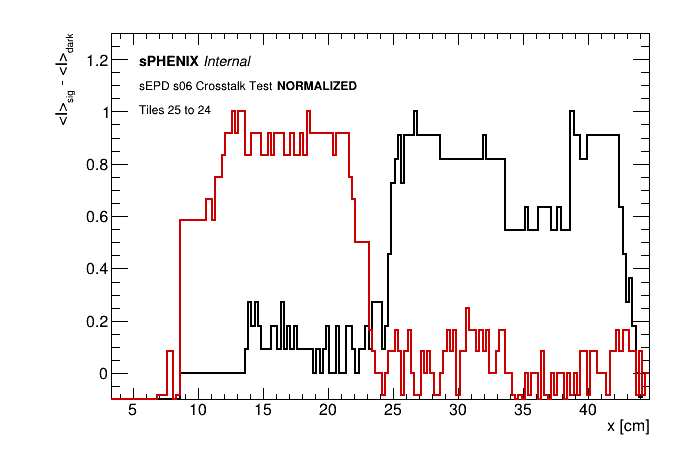 <I>sig - <I>dark
sPHENIX Internal
sEPD s06 Crosstalk Test NORMALIZED
Tiles 25 to 24
1.2
1
0.8
0.6
0.4
0.2
0
5 10 15 20 25 30 35 40
x [cm]